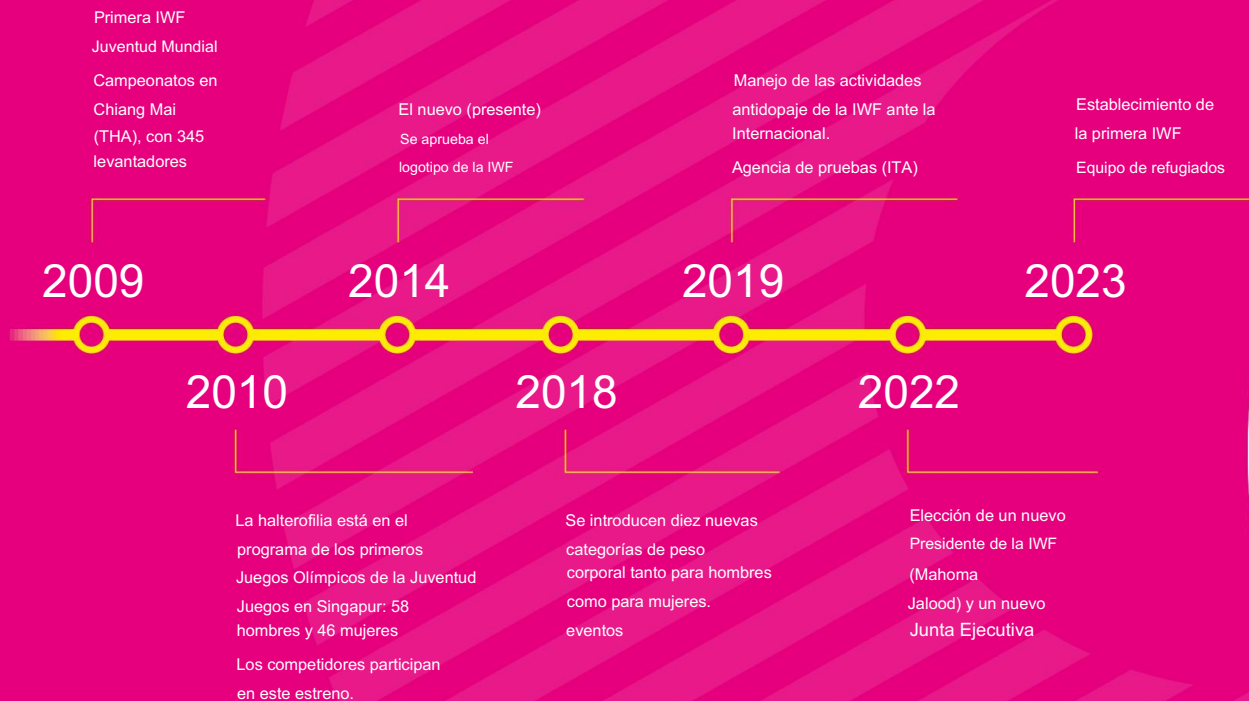 Primera IWF
Juventud Mundial
Campeonatos en
Chiang Mai
(THA), con 345
levantadores
El nuevo (presente)
Se aprueba el
logotipo de la IWF
Manejo de las actividades
antidopaje de la IWF ante la
Internacional.
Agencia de pruebas (ITA)
Establecimiento de
la primera IWF
Equipo de refugiados
2009
2014
2019
2023
2010
2018
2022
La halterofilia está en el
programa de los primeros
Juegos Olímpicos de la Juventud
Juegos en Singapur: 58
hombres y 46 mujeres
Los competidores participan
en este estreno.
Se introducen diez nuevas
categorías de peso
corporal tanto para hombres
como para mujeres.
eventos
Elección de un nuevo
Presidente de la IWF
(Mahoma
Jalood) y un nuevo
Junta Ejecutiva